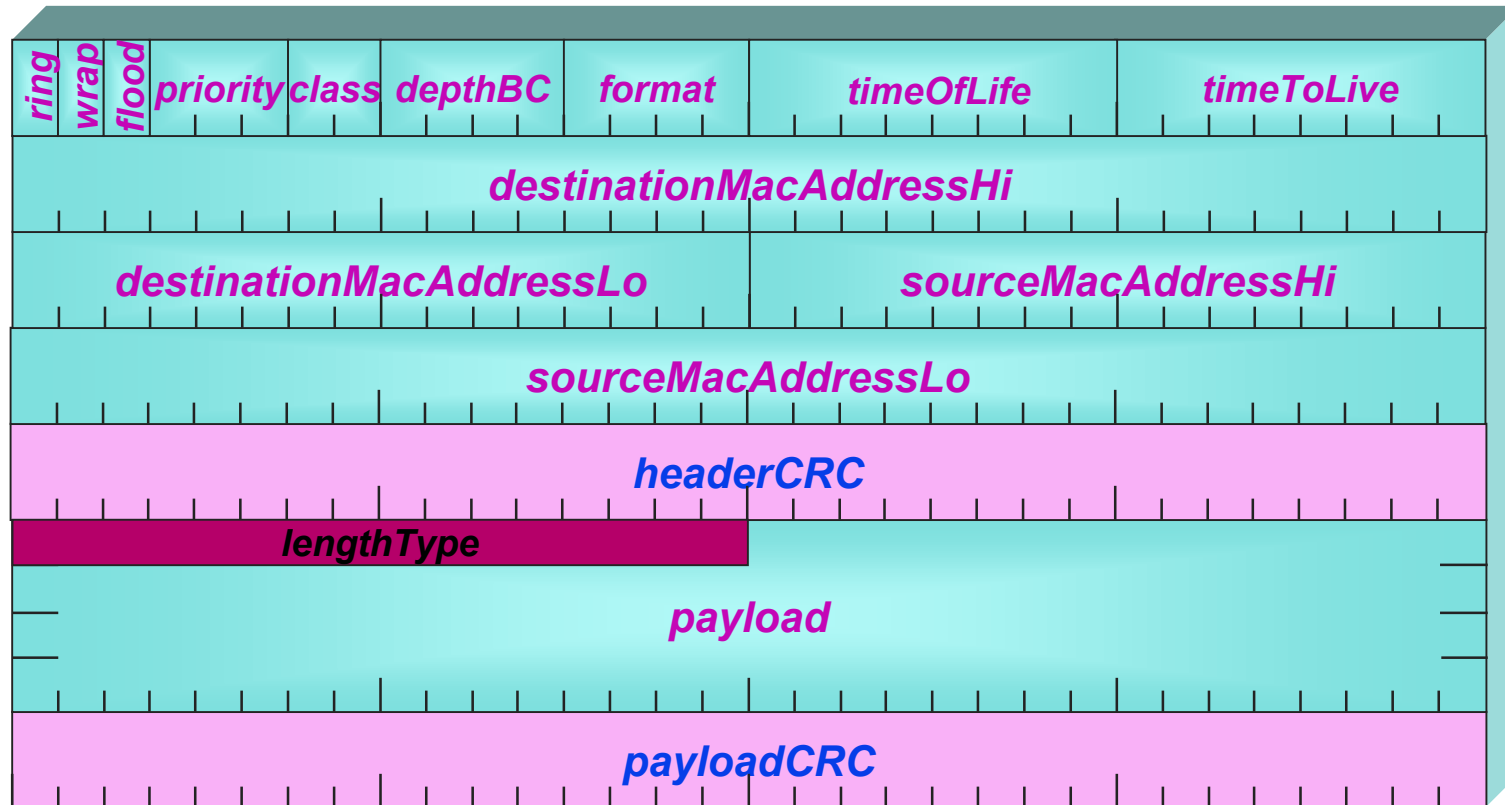 ring wrap flood priority class depthBC format timeOfLife timeToLive
destinationMacAddressHi
destinationMacAddressLo sourceMacAddressHi
sourceMacAddressLo
headerCRC
lengthType
payload
payloadCRC